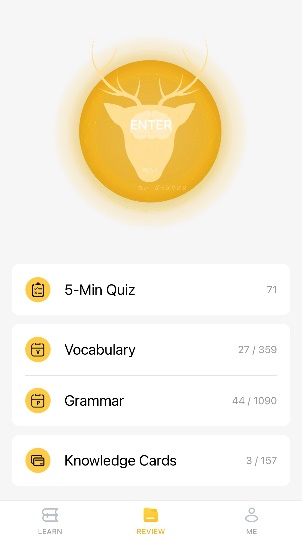 ENTER
5-Min Quiz 71
Vocabulary 27 / 359
Grammar 44 / 1090
Knowledge Cards 3 / 157
LEARN REVIEW ME